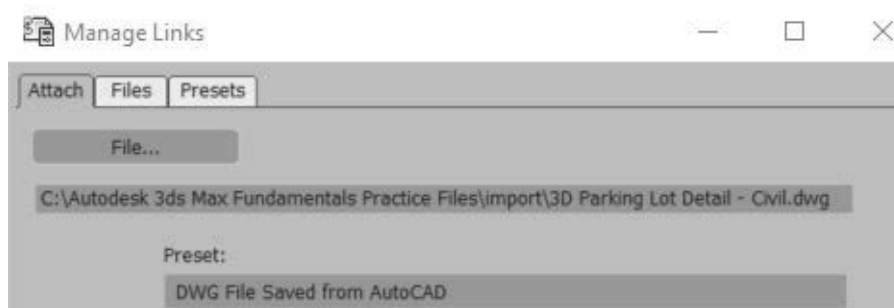 Manage Links
Attach Files Presets
File...
C:\Autodesk 3ds Max Fundamentals Practice Files\import\3D Parking Lot Detail - Civil.dwg
Preset:
DWG File Saved from AutoCAD